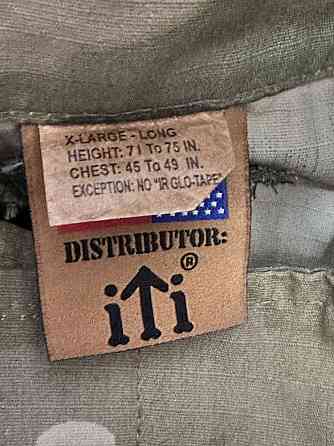 X-LARGE - LONG
HEIGHT: 71 TO 75 IN.
CHEST: 45 TO 49 IN.
EXCEPTION: NO "IR GLO-TAPE"
DISTRIBUTOR:
iTi®